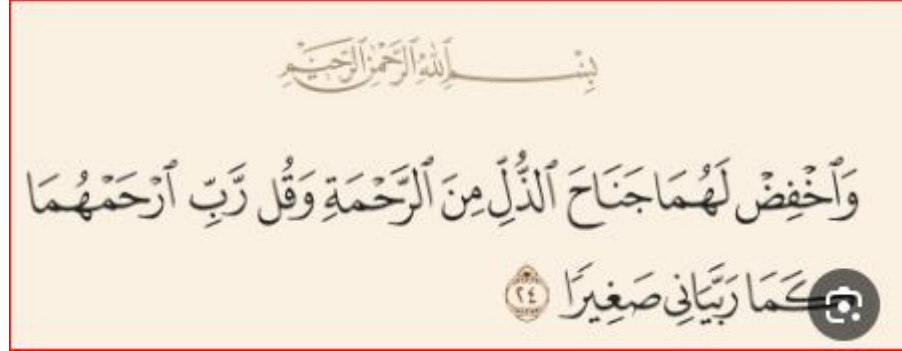 بِسْمِ ٱللَّهِ ٱلرَّحْمَٰنِ ٱلرَّحِيمِ
وَٱخْفِضْ لَهُمَا جَنَاحَ ٱلذُّلِّ مِنَ ٱلرَّحْمَةِ وَقُل رَّبِّ ٱرْحَمْهُمَا
كَمَا رَبَّيَانِى صَغِيرًا ٢٤